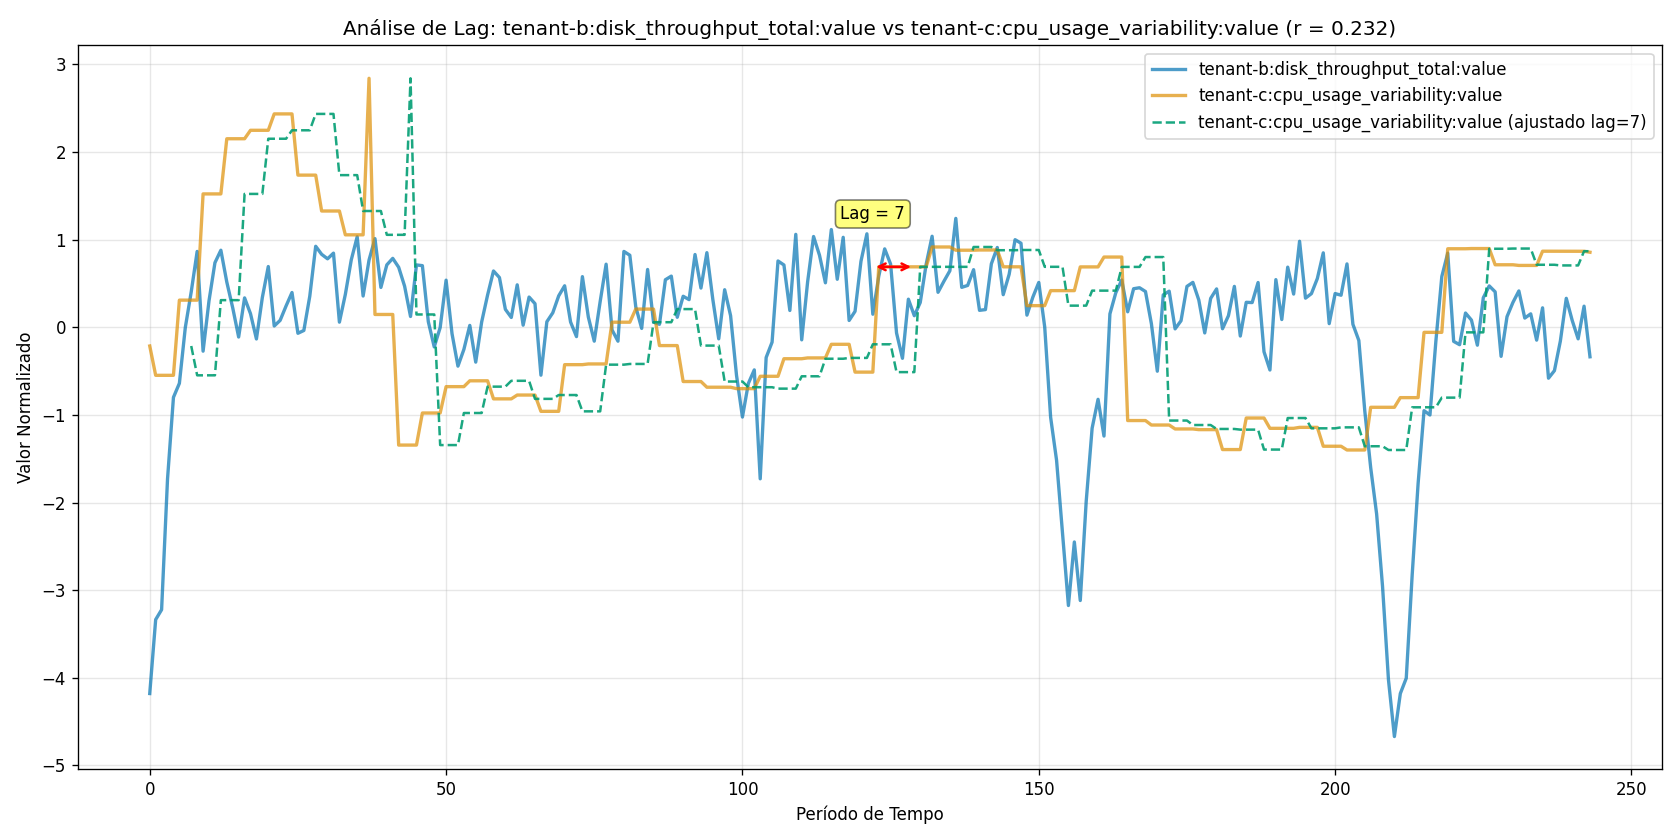 Análise de Lag: tenant-b:disk_throughput_total:value vs tenant-c:cpu_usage_variability:value (r = 0.232)
tenant-b:disk_throughput_total:value
tenant-c:cpu_usage_variability:value
tenant-c:cpu_usage_variability:value (ajustado lag=7)
Lag = 7
Valor Normalizado
3
2
1
0
−1
−2
−3
−4
−5
0
50
100
150
200
250
Período de Tempo